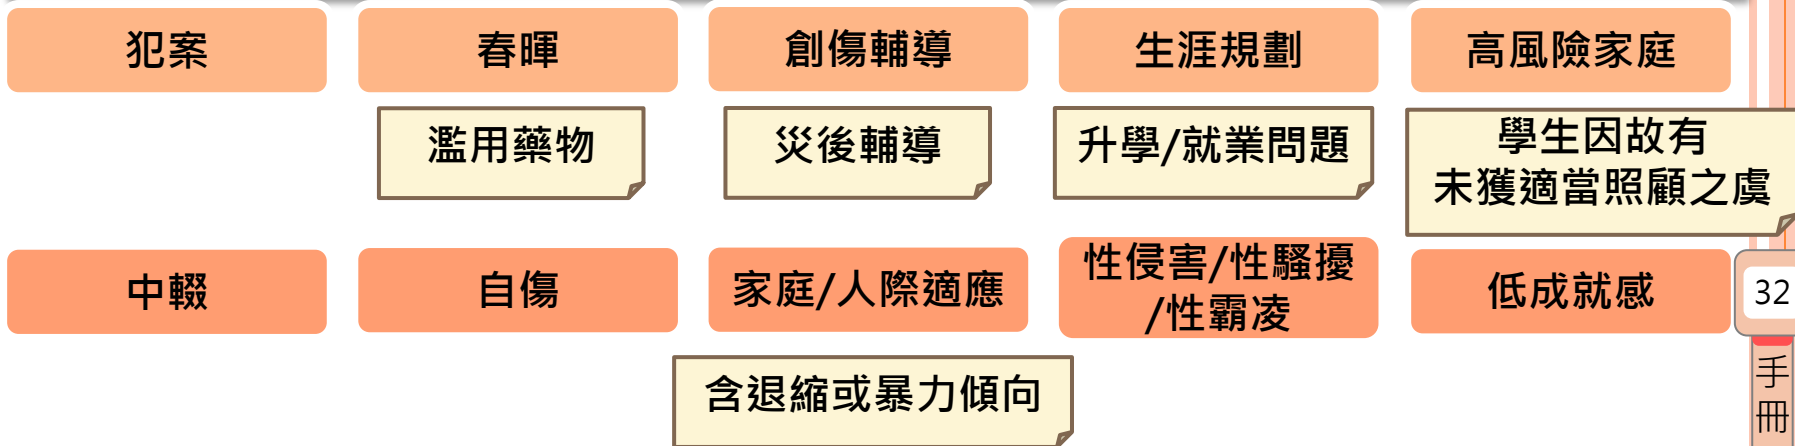 犯案
春暉
創傷輔導
生涯規劃
高風險家庭
濫用藥物
災後輔導
升學/就業問題
學生因故有
未獲適當照顧之虞
中輟
自傷
家庭/人際適應
性侵害/性騷擾
/性霸凌
低成就感
32
含退縮或暴力傾向
手
冊